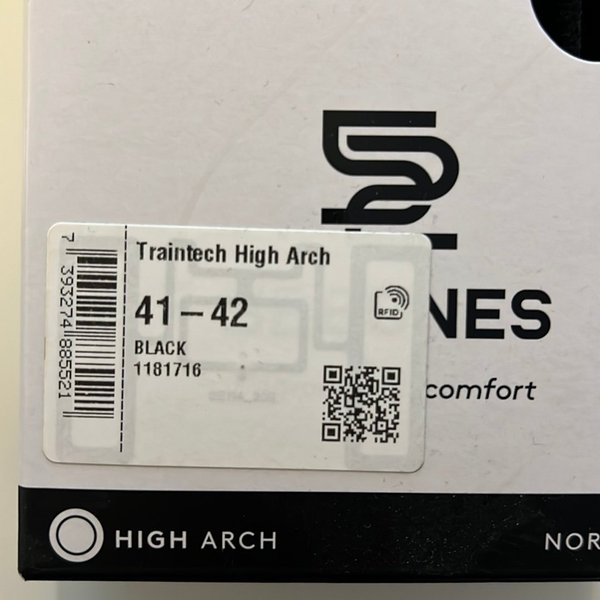 Traintech High Arch
41–42
BLACK
1181716
RFID
7 393274 885521
NES
comfort
HIGH ARCH
NOR